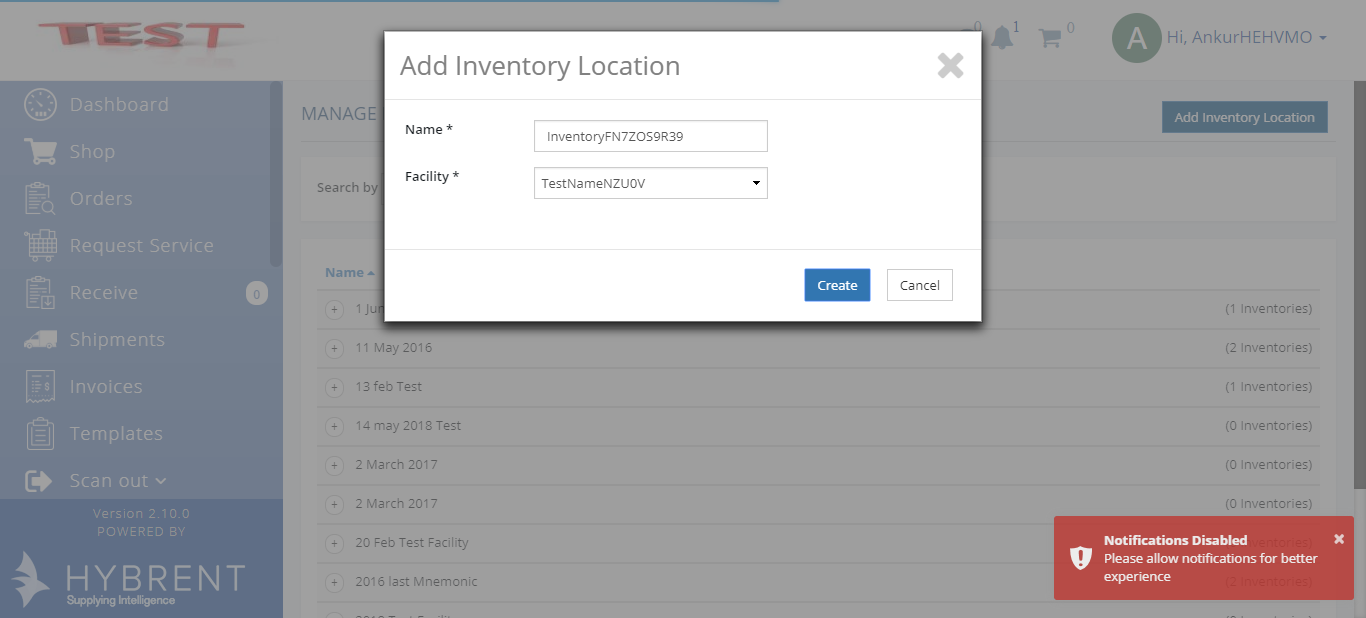 TEST
0
1
0
A
Hi, AnkurHEHVMO
Add Inventory Location
Name *
InventoryFN7ZOS9R39
Facility *
TestNameNZU0V
Create
Cancel
Dashboard
Shop
Orders
Request Service
Receive
0
Shipments
Invoices
Templates
Scan out
Version 2.10.0
POWERED BY
HYBRENT
Supplying Intelligence
MANAGE
Add Inventory Location
Search by
Name
+ 1 Jun (1 Inventories)
+ 11 May 2016 (2 Inventories)
+ 13 feb Test (1 Inventories)
+ 14 may 2018 Test (0 Inventories)
+ 2 March 2017 (0 Inventories)
+ 2 March 2017 (0 Inventories)
+ 20 Feb Test Facility
+ 2016 last Mnemonic (2 Inventories)
Notifications Disabled
Please allow notifications for better
experience